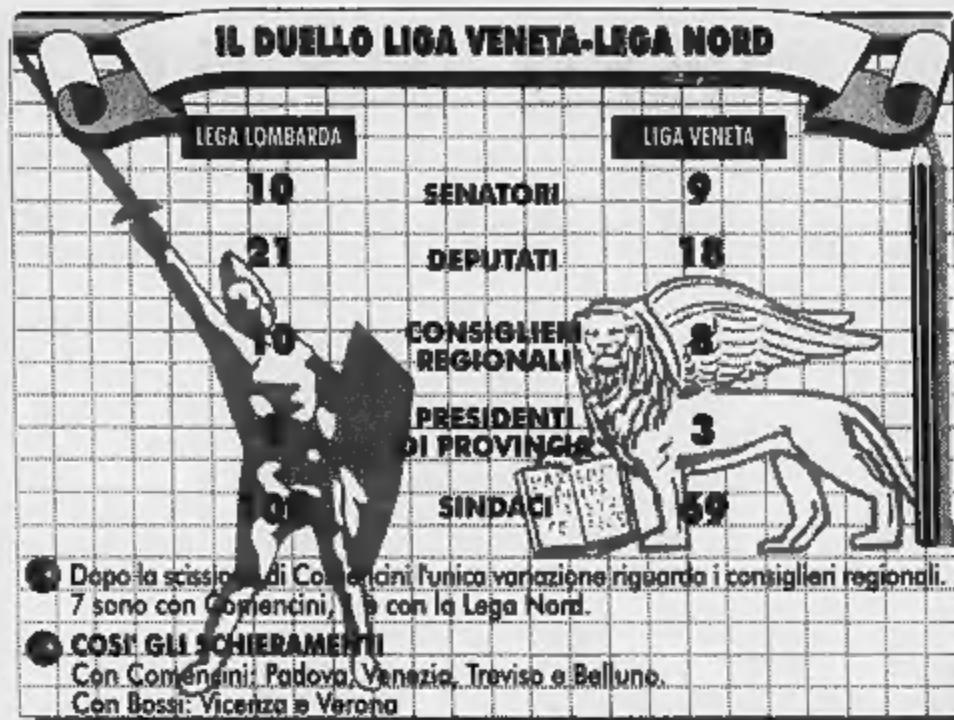 IL DUELLO LIGA VENETA-LEGA NORD
LEGA LOMBARDA LIGA VENETA
10 SENATORI 9
21 DEPUTATI 18
10 CONSIGLIERI REGIONALI 8
PRESIDENTI DI PROVINCIA 3
SINDACI 69
Dopo la scissione di Comencini l'unica variazione riguarda i consiglieri regionali.
7 sono con Comencini, è con la Lega Nord.
COSI' GLI SCHIERAMENTI
Con Comencini: Padova, Venezia, Treviso e Belluno.
Con Bossi: Vicenza e Verona